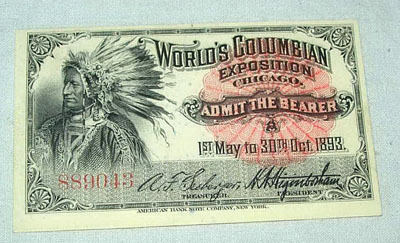 WORLD'S COLUMBIAN
EXPOSITION
CHICAGO.
ADMIT THE BEARER
A
1ST May to 30TH Oct. 1893.
889043
TREASURER.
PRESIDENT
AMERICAN BANK NOTE COMPANY, NEW YORK.